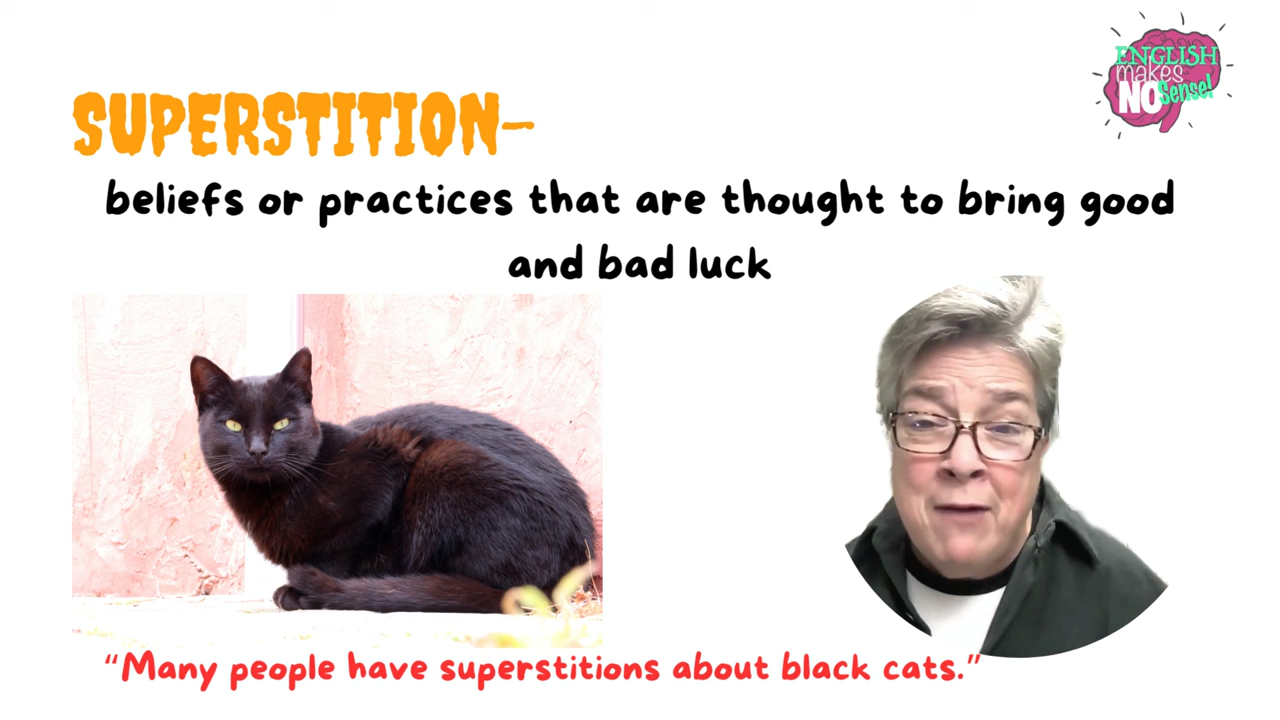 ENGLISH
makes
NO Sense!
SUPERSTITION-
beliefs or practices that are thought to bring good
and bad luck
“Many people have superstitions about black cats.”